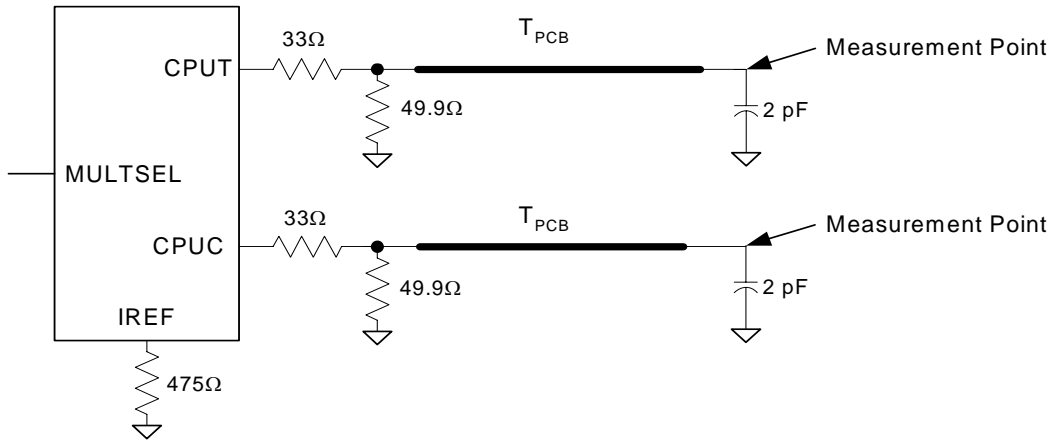 T_PCB
33Ω
Measurement Point
CPUT
49.9Ω
2 pF
MULTSEL
T_PCB
33Ω
Measurement Point
CPUC
49.9Ω
2 pF
IREF
475Ω